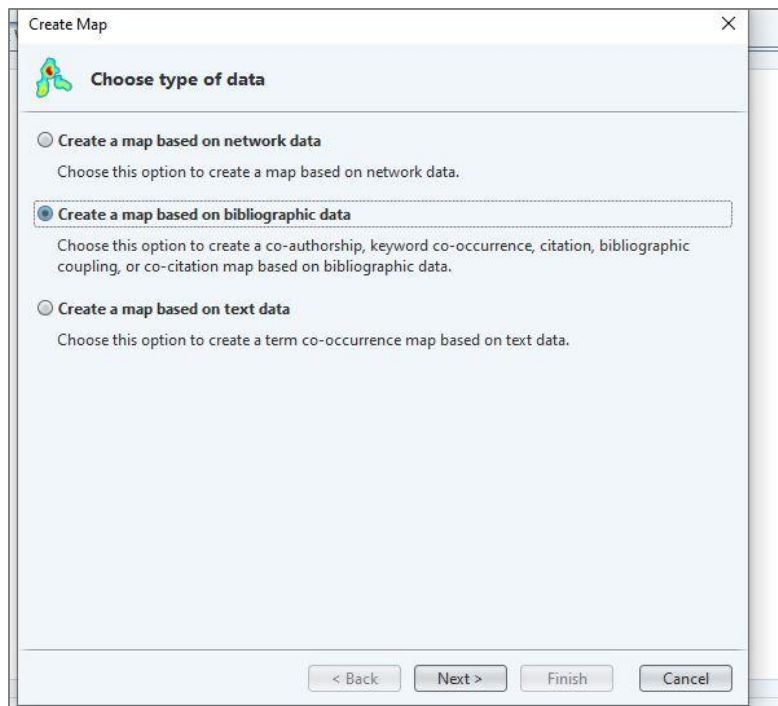 Create Map
Choose type of data
Create a map based on network data
Choose this option to create a map based on network data.
Create a map based on bibliographic data
Choose this option to create a co-authorship, keyword co-occurrence, citation, bibliographic
coupling, or co-citation map based on bibliographic data.
Create a map based on text data
Choose this option to create a term co-occurrence map based on text data.
< Back Next > Finish Cancel